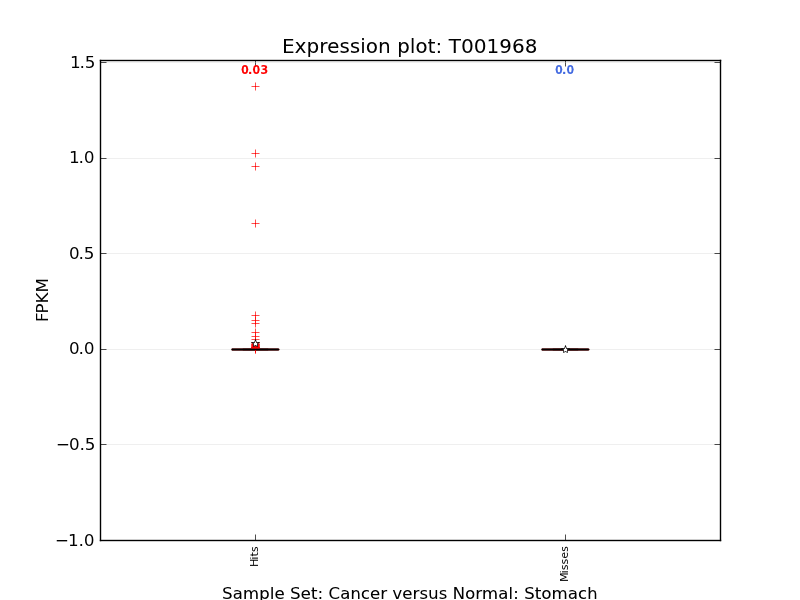 Expression plot: T001968
1.5
0.03
0.0
1.0
0.5
0.0
−0.5
−1.0
FPKM
Hits
Misses
Sample Set: Cancer versus Normal: Stomach